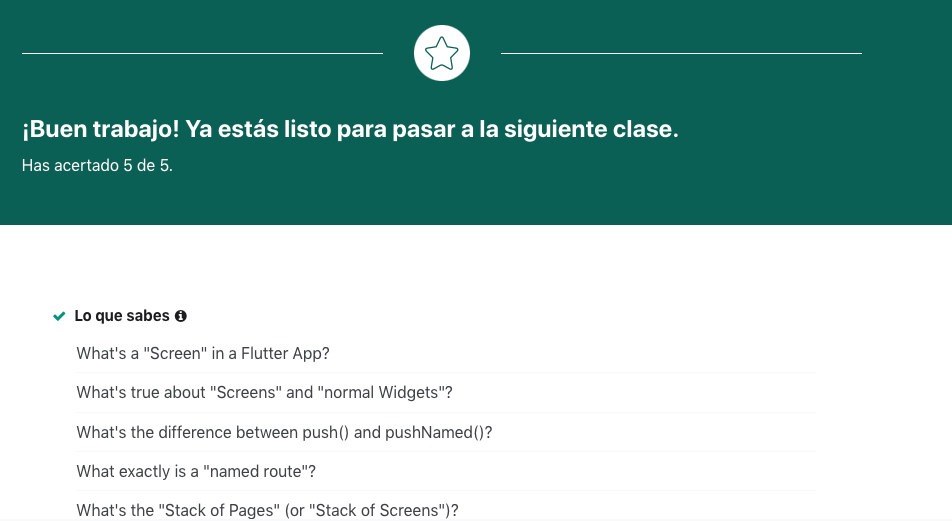 ¡Buen trabajo! Ya estás listo para pasar a la siguiente clase.
Has acertado 5 de 5.
Lo que sabes
What's a "Screen" in a Flutter App?
What's true about "Screens" and "normal Widgets"?
What's the difference between push() and pushNamed()?
What exactly is a "named route"?
What's the "Stack of Pages" (or "Stack of Screens")?